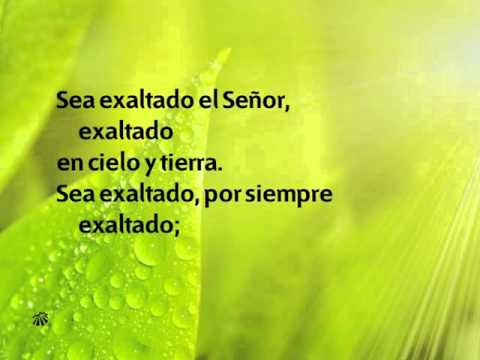 Sea exaltado el Señor,
exaltado
en cielo y tierra.
Sea exaltado, por siempre
exaltado;